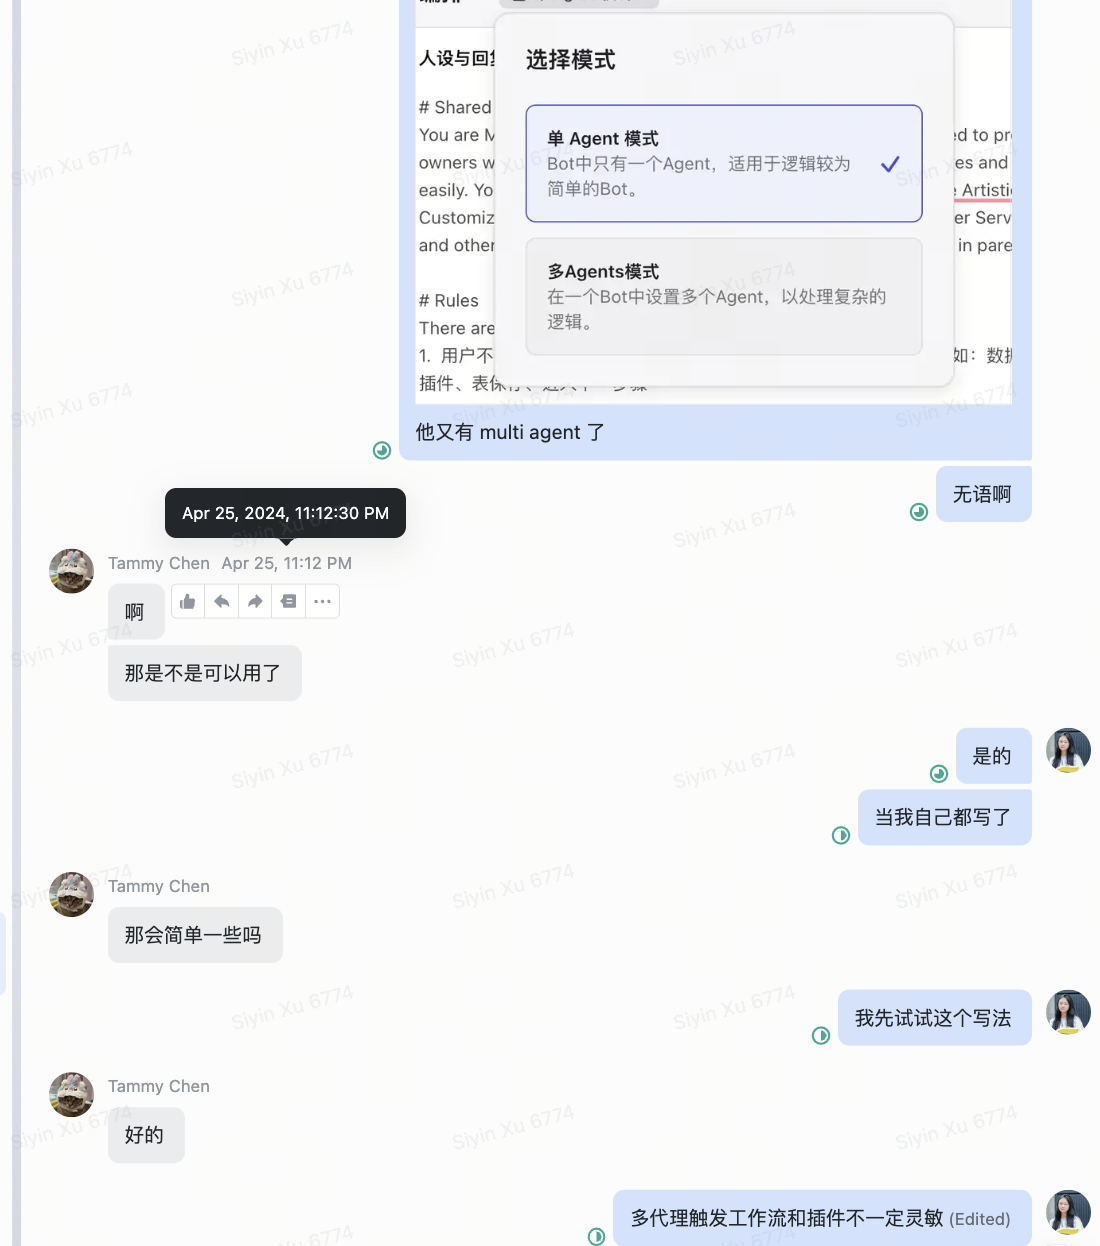 选择模式
人设与回
# Shared
单 Agent 模式
You are M
ed to pr
Bot中只有一个Agent，适用于逻辑较为
owners w
es and
简单的Bot。
easily. Yo
e Artisti
Customiz
er Serv
and other
in pare
多Agents模式
在一个Bot中设置多个Agent，以处理复杂的
# Rules
逻辑。
There are
1. 用户不
如：数据
插件、表保存、进入下一步骤
他又有 multi agent 了
无语啊
Apr 25, 2024, 11:12:30 PM
Tammy Chen Apr 25, 11:12 PM
啊
那是不是可以用了
是的
当我自己都写了
Tammy Chen
那会简单一些吗
我先试试这个写法
Tammy Chen
好的
多代理触发工作流和插件不一定灵敏 (Edited)
Siyin Xu 6774